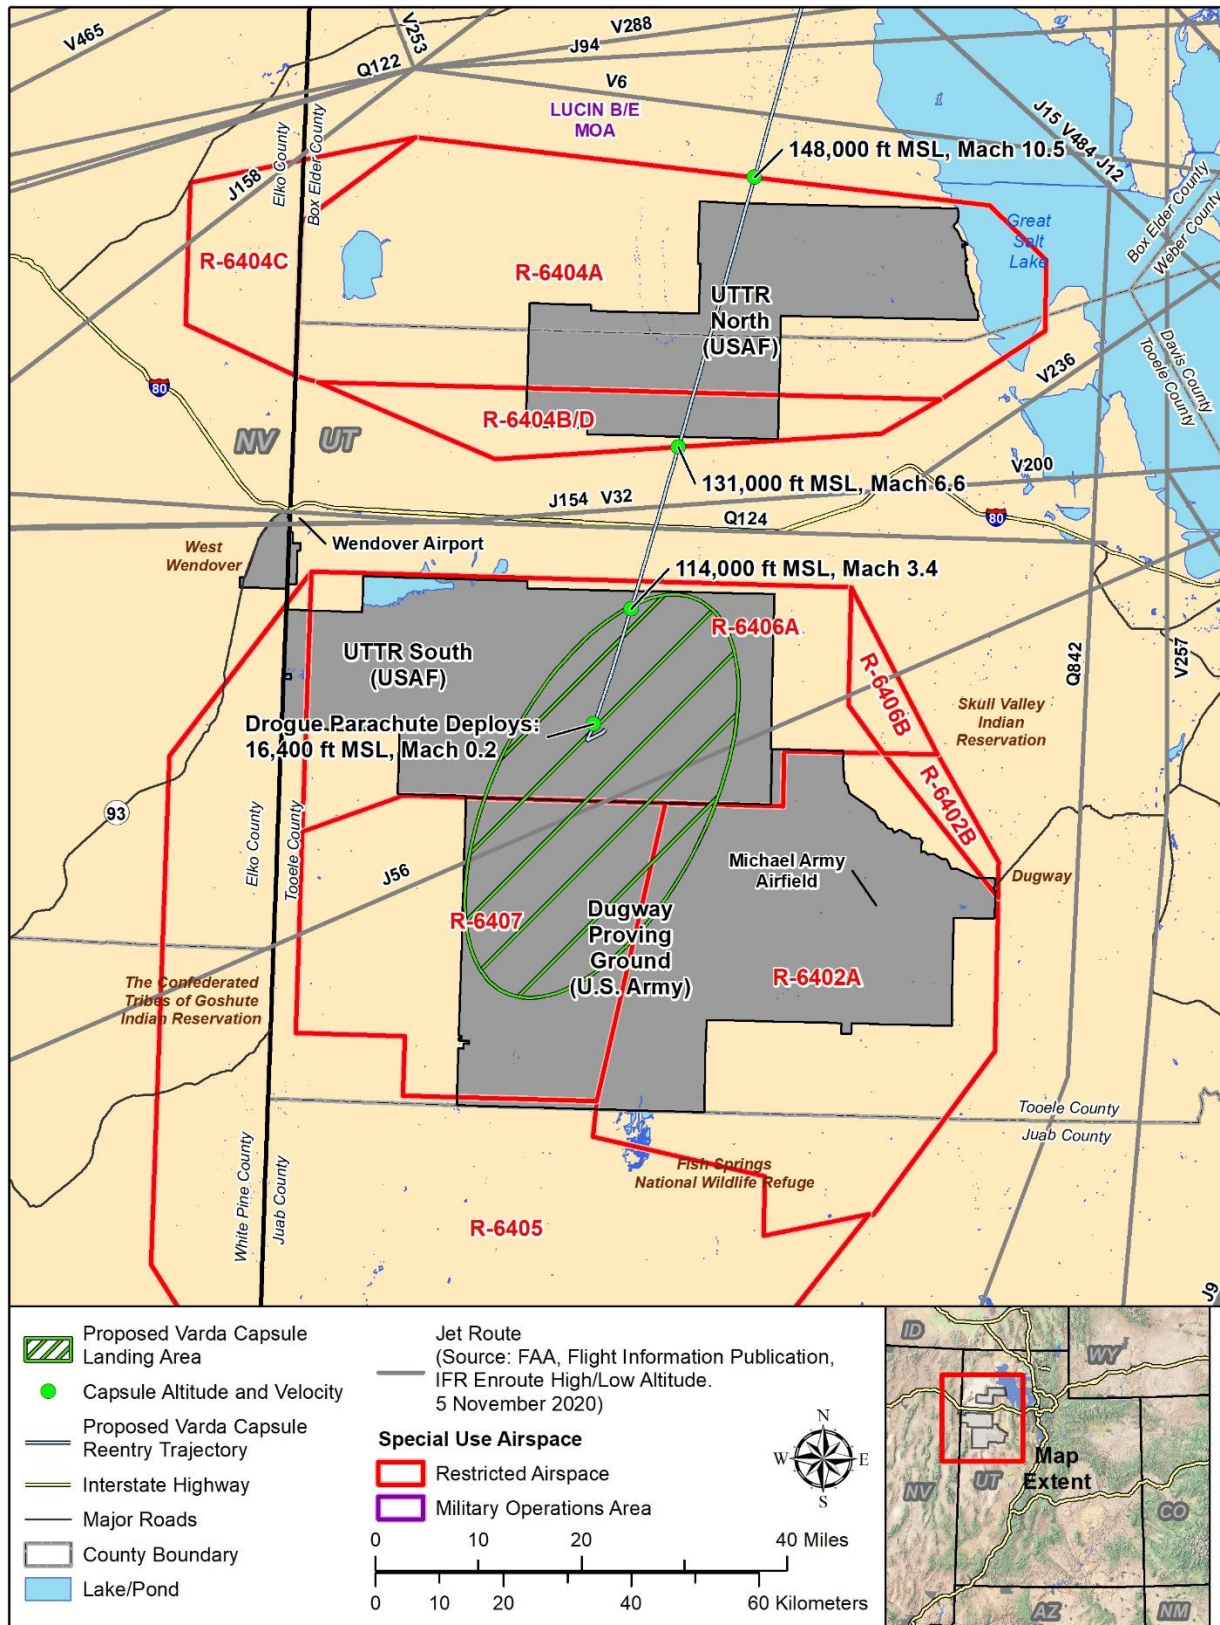 V465
V253
V288
J94
Q122
V6
LUCIN B/E
MOA
J15 V484 J12
148,000 ft MSL, Mach 10.5
Elko County
Box Elder County
J158
Box Elder County
Weber County
Great
Salt
Lake
R-6404C
R-6404A
UTTR
North
(USAF)
Davis County
Tooele County
V236
80
R-6404B/D
NV
UT
131,000 ft MSL, Mach 6.6
V200
J154 V32
Q124
80
West
Wendover
Wendover Airport
114,000 ft MSL, Mach 3.4
R-6406A
UTTR South
(USAF)
Q842
V257
R-6406B
Skull Valley
Indian
Reservation
Drogue Parachute Deploys:
16,400 ft MSL, Mach 0.2
R-6402B
93
Elko County
Tooele County
J56
Michael Army
Airfield
Dugway
R-6407
Dugway
Proving
Ground
(U.S. Army)
R-6402A
The Confederated
Tribes of Goshute
Indian Reservation
Tooele County
Juab County
White Pine County
Juab County
Fish Springs
National Wildlife Refuge
R-6405
J9
Proposed Varda Capsule
Landing Area
Capsule Altitude and Velocity
Proposed Varda Capsule
Reentry Trajectory
Interstate Highway
Major Roads
County Boundary
Lake/Pond
Jet Route
(Source: FAA, Flight Information Publication,
IFR Enroute High/Low Altitude.
5 November 2020)
Special Use Airspace
Restricted Airspace
Military Operations Area
N
W E
S
0 10 20 40 Miles
0 10 20 40 60 Kilometers
ID
WY
NV
UT
Map
Extent
CO
AZ
NM